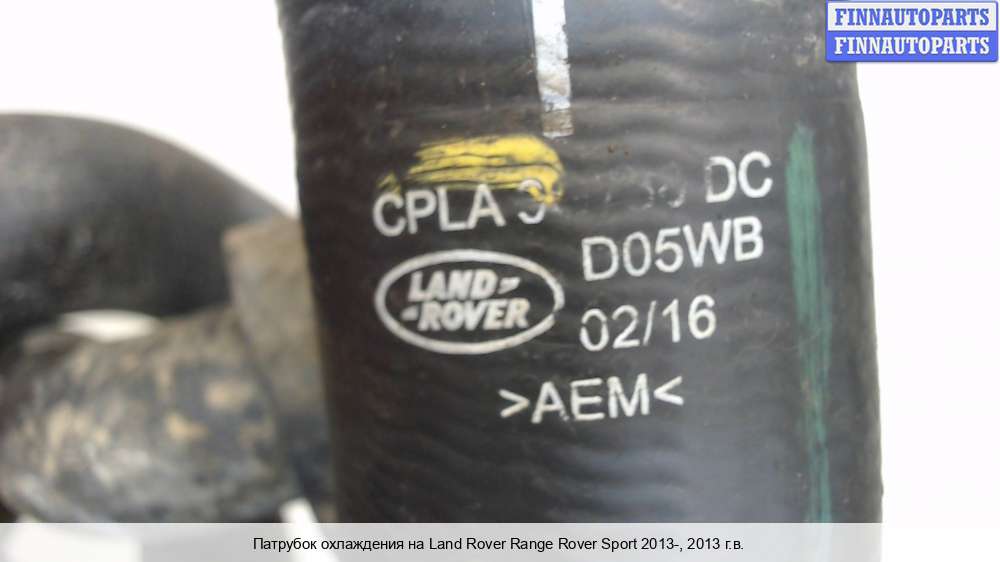 FINNAUTOPARTS
FINNAUTOPARTS
CPLA DC
D05WB
LAND
ROVER
02/16
>AEM<
Патрубок охлаждения на Land Rover Range Rover Sport 2013-, 2013 г.в.